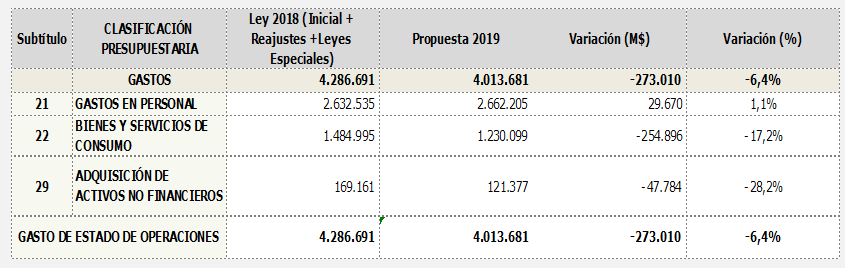 Subtítulo CLASIFICACIÓN PRESUPUESTARIA Ley 2018 (Inicial + Reajustes +Leyes Especiales) Propuesta 2019 Variación (M$) Variación (%)
GASTOS 4.286.691 4.013.681 -273.010 -6,4%
21 GASTOS EN PERSONAL 2.632.535 2.662.205 29.670 1,1%
22 BIENES Y SERVICIOS DE CONSUMO 1.484.995 1.230.099 -254.896 -17,2%
29 ADQUISICIÓN DE ACTIVOS NO FINANCIEROS 169.161 121.377 -47.784 -28,2%
GASTO DE ESTADO DE OPERACIONES 4.286.691 4.013.681 -273.010 -6,4%